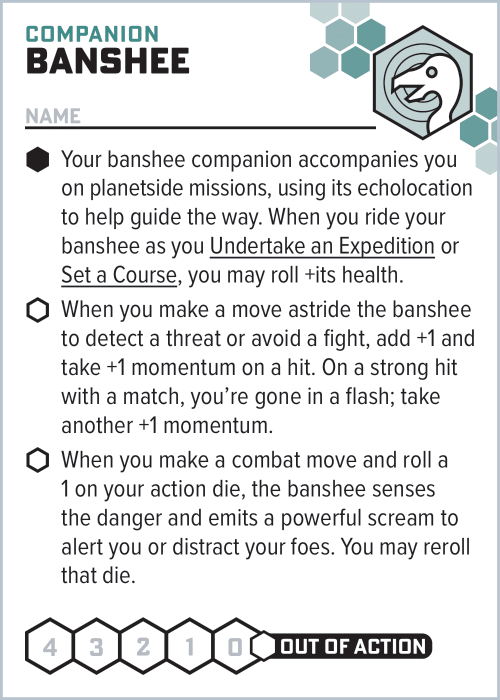 COMPANION
BANSHEE
NAME
Your banshee companion accompanies you
on planetside missions, using its echolocation
to help guide the way. When you ride your
banshee as you Undertake an Expedition or
Set a Course, you may roll +its health.
When you make a move astride the banshee
to detect a threat or avoid a fight, add +1 and
take +1 momentum on a hit. On a strong hit
with a match, you’re gone in a flash; take
another +1 momentum.
When you make a combat move and roll a
1 on your action die, the banshee senses
the danger and emits a powerful scream to
alert you or distract your foes. You may reroll
that die.
4 3 2 1 0 OUT OF ACTION